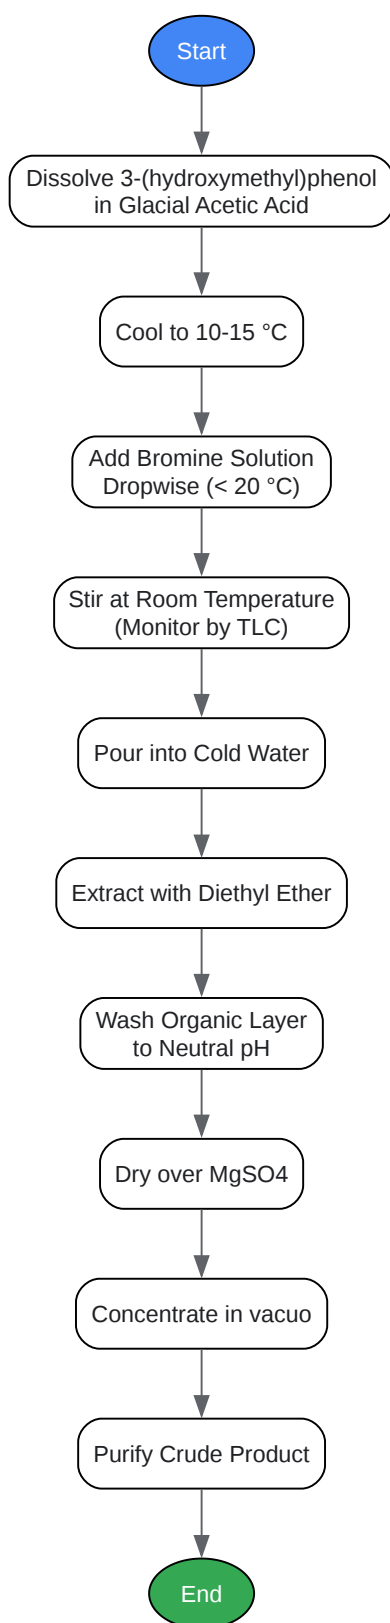 Start
Dissolve 3-(hydroxymethyl)phenol
in Glacial Acetic Acid
Cool to 10-15 °C
Add Bromine Solution
Dropwise (< 20 °C)
Stir at Room Temperature
(Monitor by TLC)
Pour into Cold Water
Extract with Diethyl Ether
Wash Organic Layer
to Neutral pH
Dry over MgSO4
Concentrate in vacuo
Purify Crude Product
End